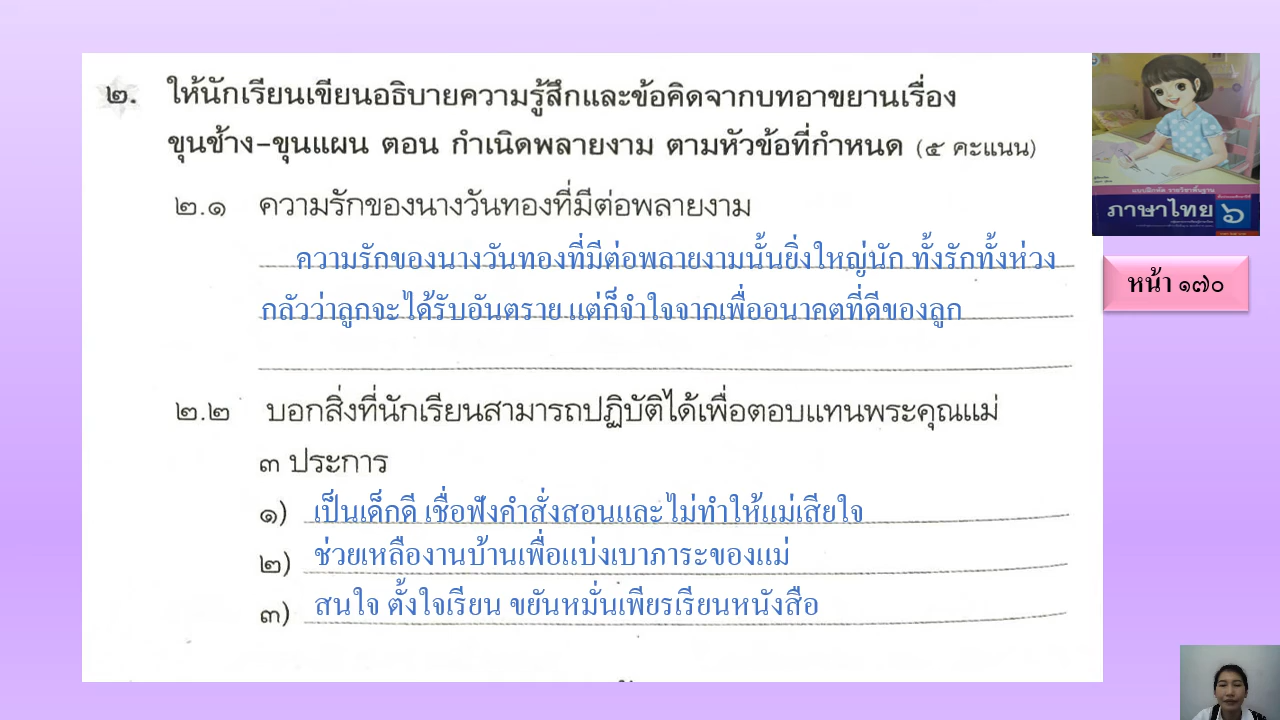 ๒. ให้นักเรียนเขียนอธิบายความรู้สึกและข้อคิดจากบทอาขยานเรื่อง
ขุนช้าง-ขุนแผน ตอน กำเนิดพลายงาม ตามหัวข้อที่กำหนด (๕ คะแนน)
๒.๑ ความรักของนางวันทองที่มีต่อพลายงาม
ความรักของนางวันทองที่มีต่อพลายงามนั้นยิ่งใหญ่นัก ทั้งรักทั้งห่วง
กลัวว่าลูกจะได้รับอันตราย แต่ก็จำใจจากเพื่ออนาคตที่ดีของลูก
๒.๒ บอกสิ่งที่นักเรียนสามารถปฏิบัติได้เพื่อตอบแทนพระคุณแม่
๓ ประการ
๑) เป็นเด็กดี เชื่อฟังคำสั่งสอนและไม่ทำให้แม่เสียใจ
๒) ช่วยเหลืองานบ้านเพื่อแบ่งเบาภาระของแม่
๓) สนใจ ตั้งใจเรียน ขยันหมั่นเพียรเรียนหนังสือ
แบบฝึกหัด รายวิชาพื้นฐาน
ภาษาไทย ๖
หน้า ๑๗๐